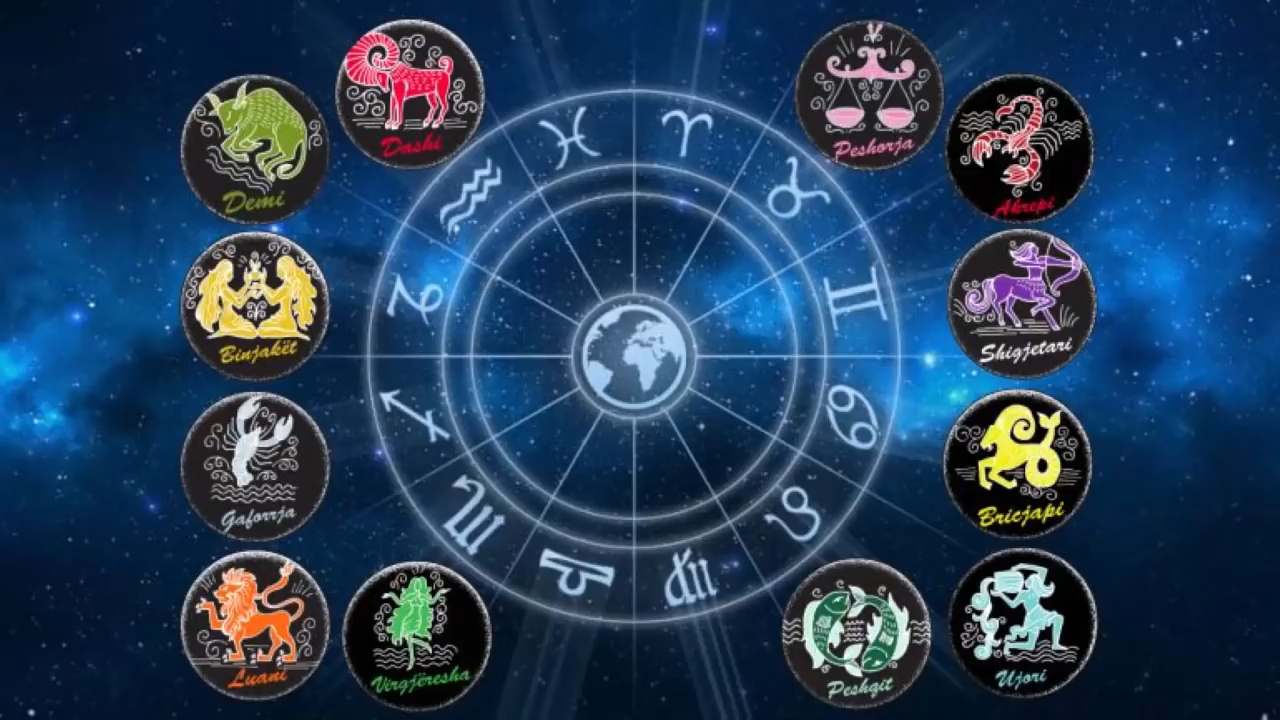 Dashi
Demi
Binjakët
Gaforrja
Luani
Virgjëresha
Peshorja
Akrepi
Shigjetari
Bricjapi
Ujori
Peshqit